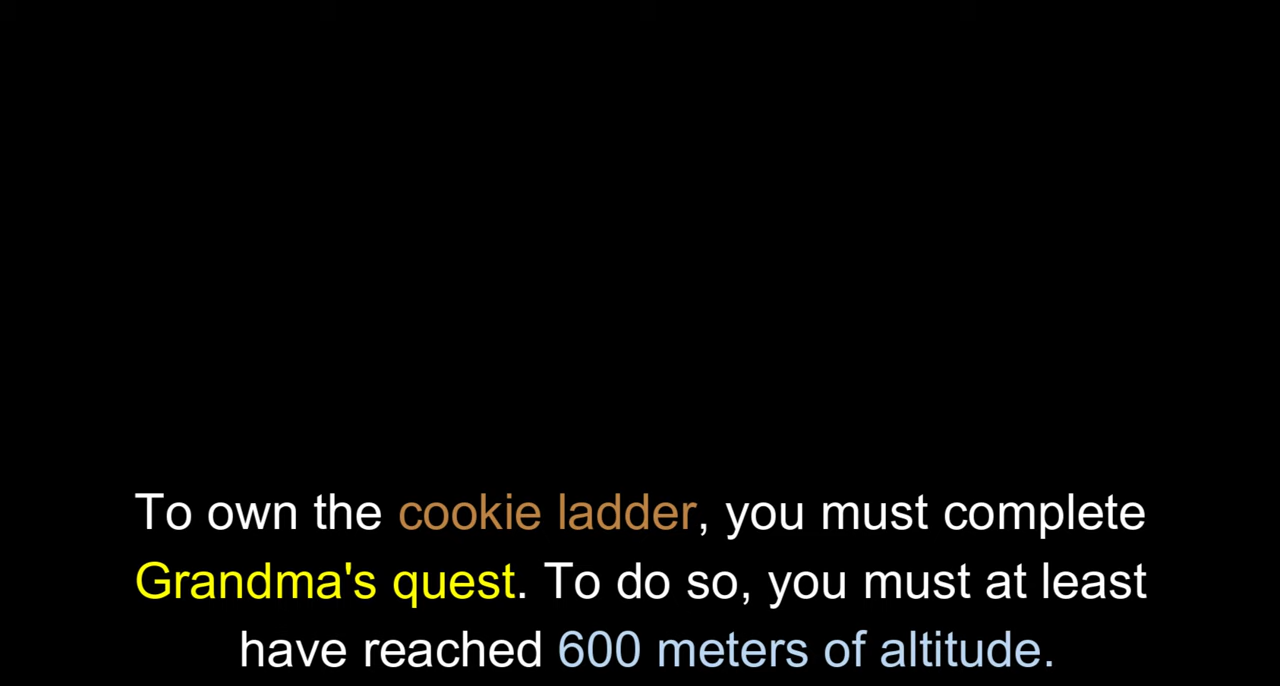 To own the cookie ladder, you must complete
Grandma's quest. To do so, you must at least
have reached 600 meters of altitude.